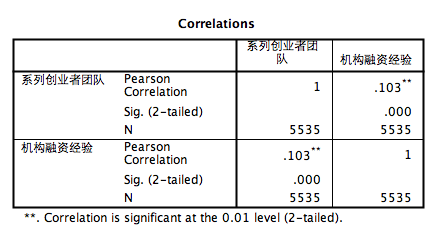 Correlations
系列创业者团队 机构融资经验
系列创业者团队 Pearson Correlation 1 .103**
Sig. (2-tailed) .000
N 5535 5535
机构融资经验 Pearson Correlation .103** 1
Sig. (2-tailed) .000
N 5535 5535
**. Correlation is significant at the 0.01 level (2-tailed).